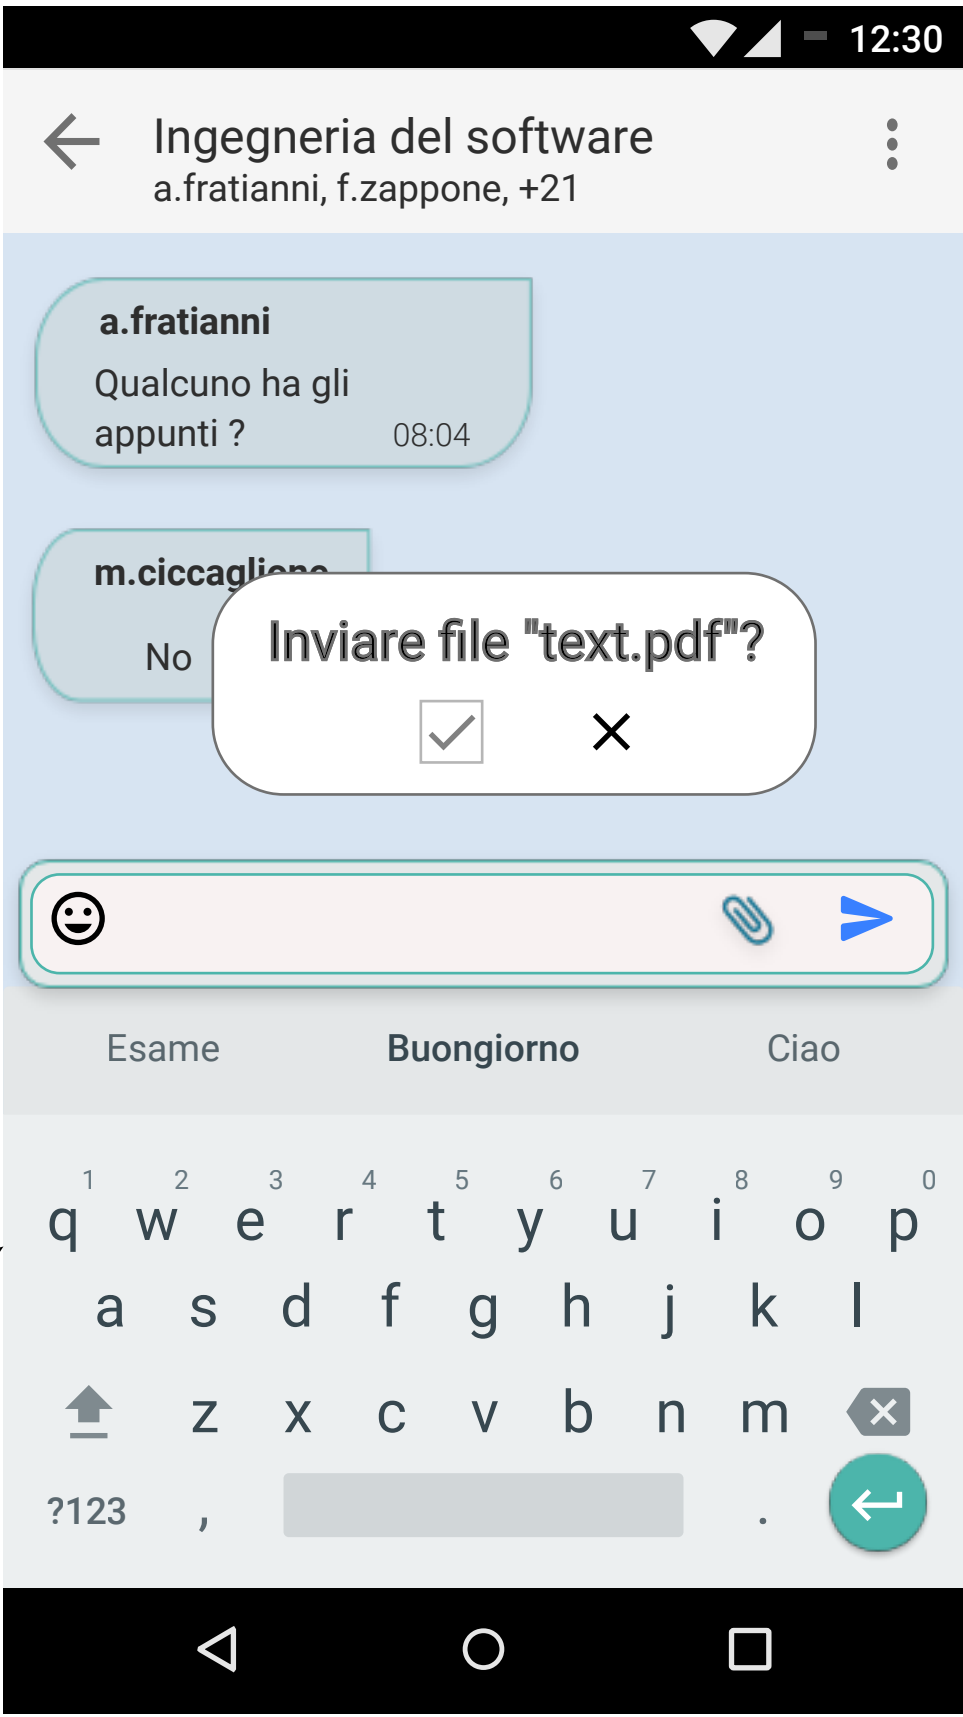 12:30
Ingegneria del software
a.fratianni, f.zappone, +21
a.fratianni
Qualcuno ha gli
appunti ? 08:04
m.ciccaglione
No
Inviare file "text.pdf"?
Esame Buongiorno Ciao
1 2 3 4 5 6 7 8 9 0
q w e r t y u i o p
a s d f g h j k l
z x c v b n m
?123 , .